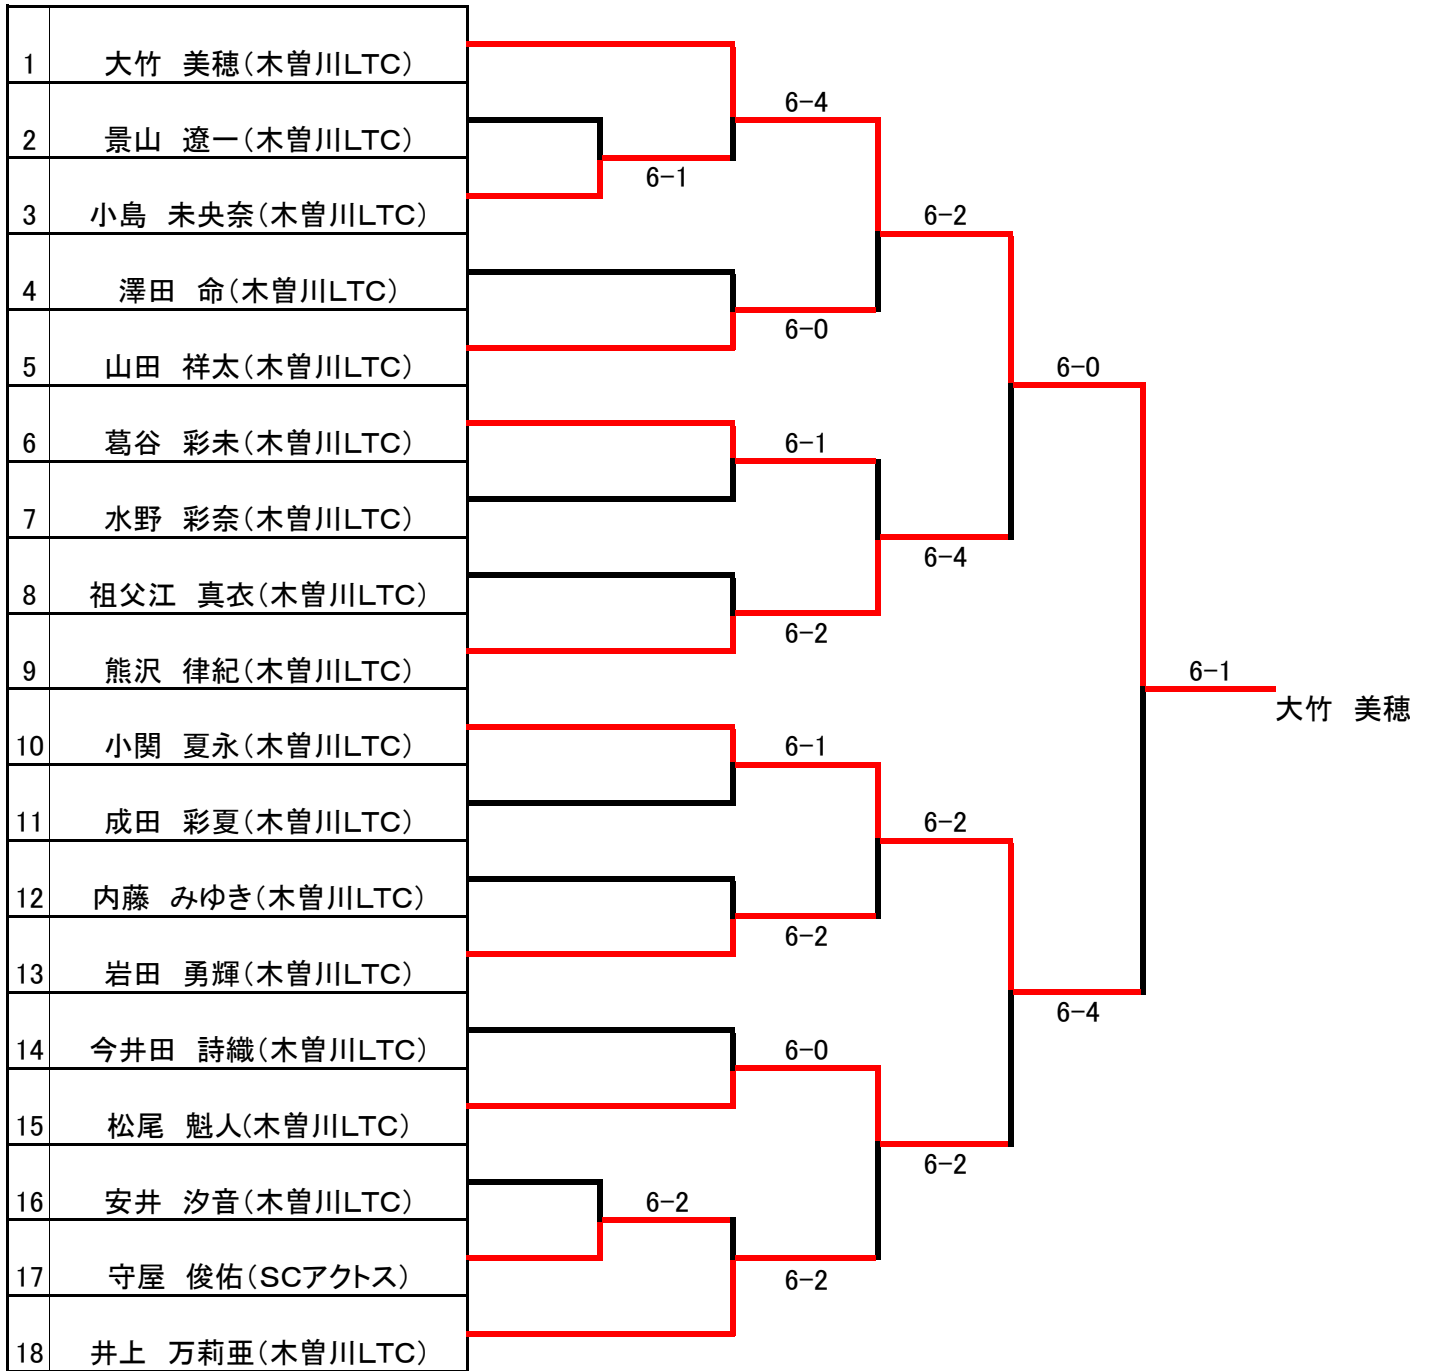 1 大竹 美穂(木曽川LTC)
2 景山 遼一(木曽川LTC)
3 小島 未央奈(木曽川LTC)
4 澤田 命(木曽川LTC)
5 山田 祥太(木曽川LTC)
6 葛谷 彩未(木曽川LTC)
7 水野 彩奈(木曽川LTC)
8 祖父江 真衣(木曽川LTC)
9 熊沢 律紀(木曽川LTC)
10 小関 夏永(木曽川LTC)
11 成田 彩夏(木曽川LTC)
12 内藤 みゆき(木曽川LTC)
13 岩田 勇輝(木曽川LTC)
14 今井田 詩織(木曽川LTC)
15 松尾 魁人(木曽川LTC)
16 安井 汐音(木曽川LTC)
17 守屋 俊佑(SCアクトス)
18 井上 万莉亜(木曽川LTC)
6-1
6-2
6-4
6-0
6-1
6-2
6-1
6-2
6-0
6-2
6-2
6-4
6-2
6-2
6-0
6-4
6-1
大竹 美穂